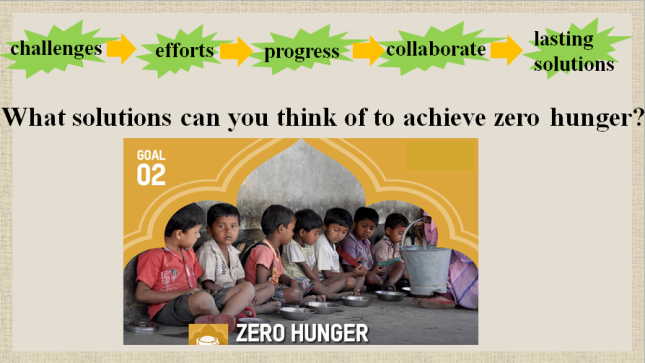 challenges efforts progress collaborate lasting
solutions
What solutions can you think of to achieve zero hunger?
GOAL
02
ZERO HUNGER